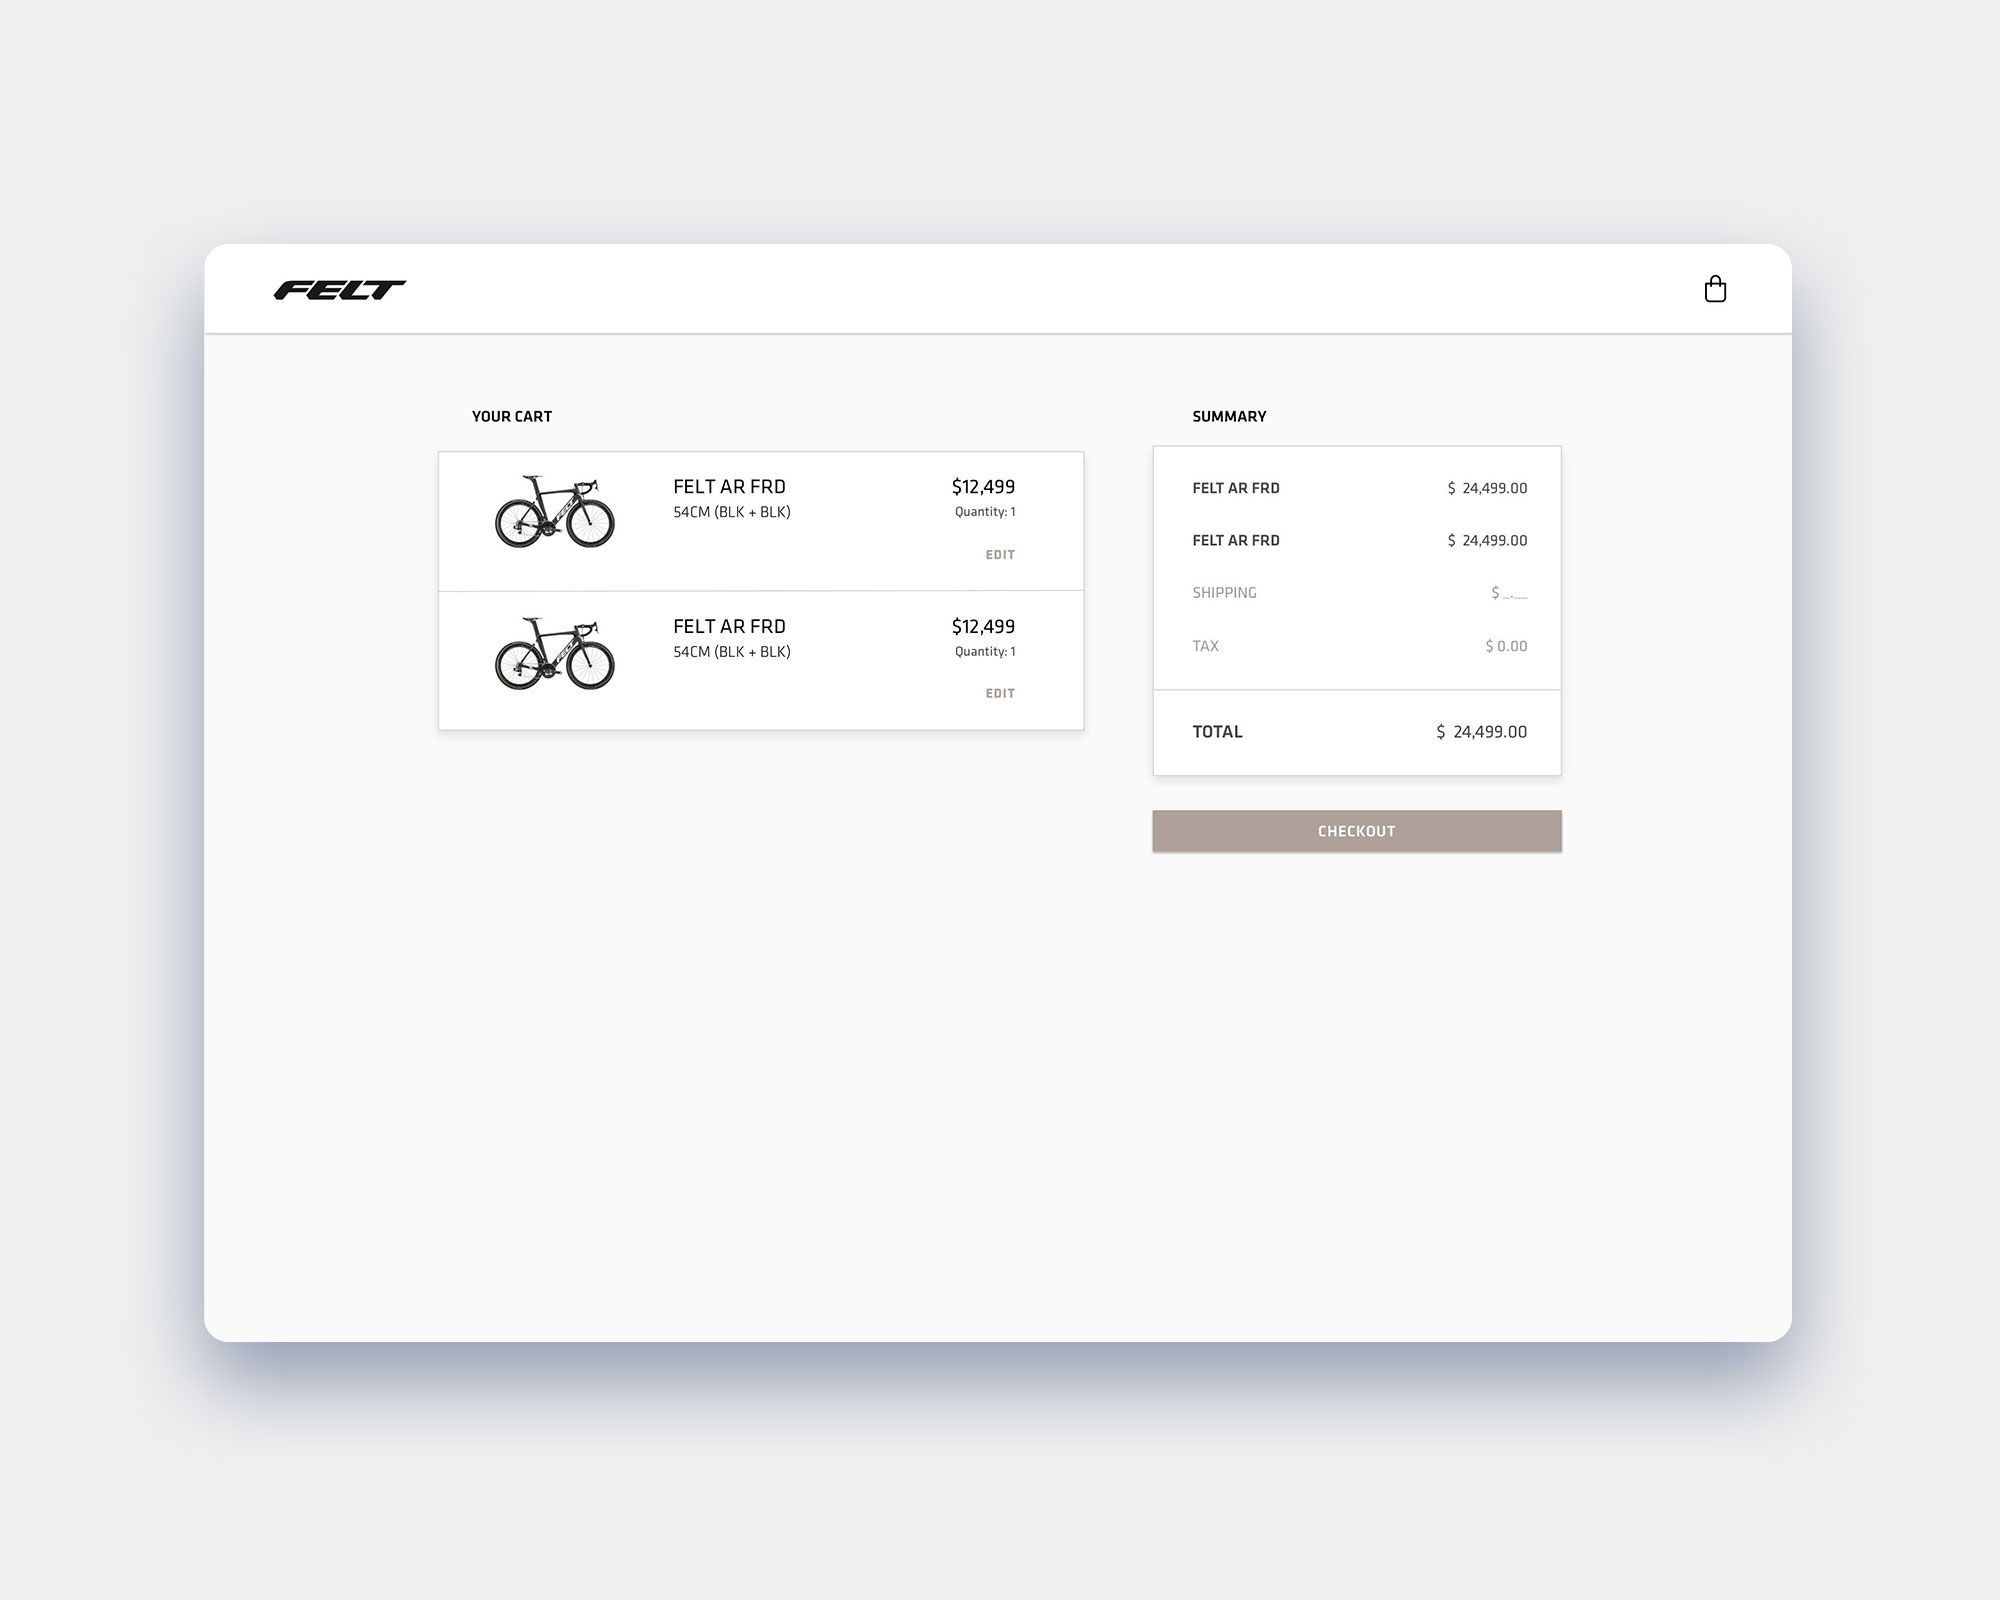 FELT
YOUR CART
FELT AR FRD
$12,499
54CM (BLK + BLK)
Quantity: 1
EDIT
FELT AR FRD
$12,499
54CM (BLK + BLK)
Quantity: 1
EDIT
SUMMARY
FELT AR FRD $ 24,499.00
FELT AR FRD $ 24,499.00
SHIPPING $ _.__
TAX $ 0.00
TOTAL $ 24,499.00
CHECKOUT